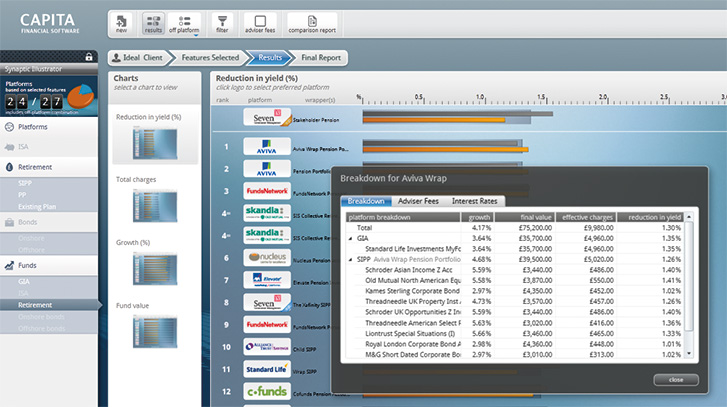 CAPITA
FINANCIAL SOFTWARE
new
results
off platform
filter
adviser fees
comparison report
Ideal Client
Features Selected
Results
Final Report
Synaptic Illustrator
Platforms
based on selected features
24 / 27
Platforms
ISA
Retirement
SIPP
PP
Existing Plan
Bonds
Onshore
Offshore
Funds
GIA
Retirement
Onshore bonds
Offshore bonds
Charts
select a chart to view
Reduction in yield (%)
Total charges
Growth (%)
Fund value
Reduction in yield (%)
click logo to select preferred platform
rank platform wrapper(s)
% 0.5 1.0 1.5 2.0 2.5 3.0
Seven Stakeholder Pension
1 AVIVA Aviva Wrap Pension Po...
2 AVIVA Pension Portfolio
3 FundsNetwork FundsNetwork P
4= skandia SIS Collective Re
4= skandia SIS Collective Re
6 nucleus Nucleus Pension
7 Elevate Elevate Pension
8 Seven The Xafinity SIPP
9 FundsNetwork FundsNetwork P
10 ALLIANCE TRUST SAVINGS Child SIPP
11 Standard Life Wrap SIPP
12 cofunds Cofunds Pension
Breakdown for Aviva Wrap
Breakdown Adviser Fees Interest Rates
platform breakdown growth final value effective charges reduction in yield
Total 4.17% £75,200.00 £9,980.00 1.30%
GIA 3.64% £35,700.00 £4,960.00 1.35%
Standard Life Investments MyFo 3.64% £35,700.00 £4,960.00 1.35%
SIPP Aviva Wrap Pension Portfolio 4.68% £39,500.00 £5,020.00 1.26%
Schroder Asian Income Z Acc 5.59% £3,440.00 £486.00 1.40%
Old Mutual North American Eq 5.58% £3,870.00 £550.00 1.41%
Kames Sterling Corporate Bond 2.97% £4,350.00 £452.00 1.02%
Threadneedle UK Property Inst 4.73% £3,570.00 £457.00 1.26%
Schroder UK Opportunities Z In 5.59% £3,440.00 £486.00 1.40%
Threadneedle American Select F 5.63% £3,020.00 £416.00 1.36%
Liontrust Special Situations (I) 5.66% £3,460.00 £465.00 1.33%
Royal London Corporate Bond A 2.98% £4,360.00 £448.00 1.01%
M&G Short Dated Corporate Bo 2.97% £3,010.00 £313.00 1.02%
close